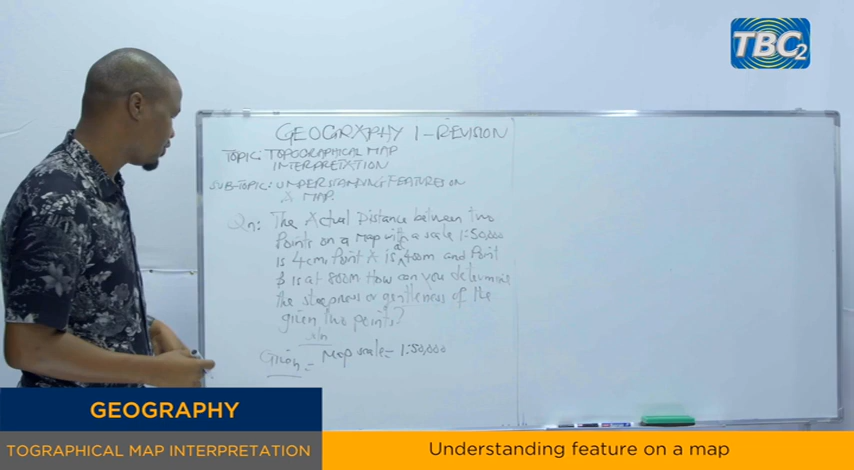 TBC2
GEOGRAPHY 1-REVISION
TOPIC: TOPOGRAPHICAL MAP
INTERPRETATION
SUB-TOPIC: UNDERSTANDING FEATURES ON
A MAP.
Qn: The Actual Distance between two
Points on a Map with a scale 1:50,000
is 4cm. Point A is at 400m and Point
B is at 800m. How can you determine
the steepness or gentleness of the
given two points?
soln
Given = Map scale = 1:50,000
GEOGRAPHY
TOGRAPHICAL MAP INTERPRETATION
Understanding feature on a map